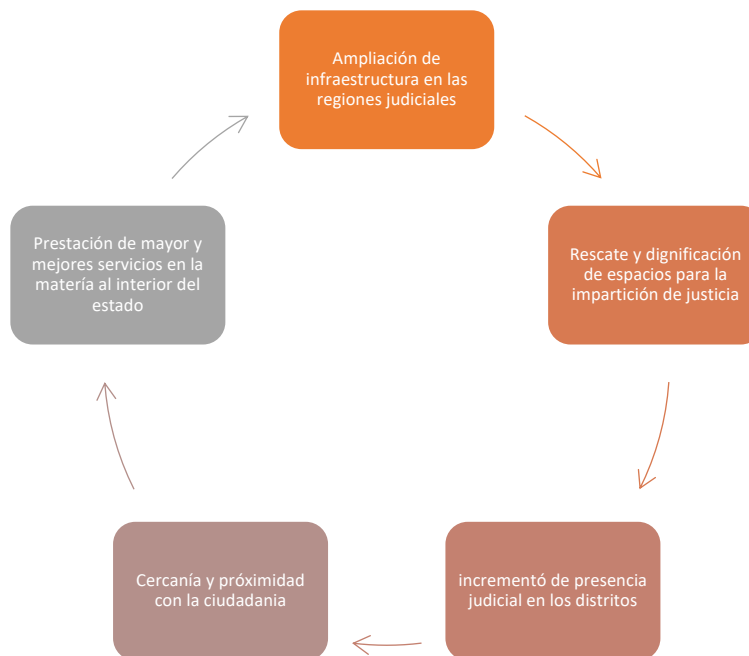 Ampliación de
infraestructura en las
regiones judiciales
Rescate y dignificación
de espacios para la
impartición de justicia
incrementó de presencia
judicial en los distritos
Cercanía y próximidad
con la ciudadania
Prestación de mayor y
mejores servicios en la
matería al interior del
estado